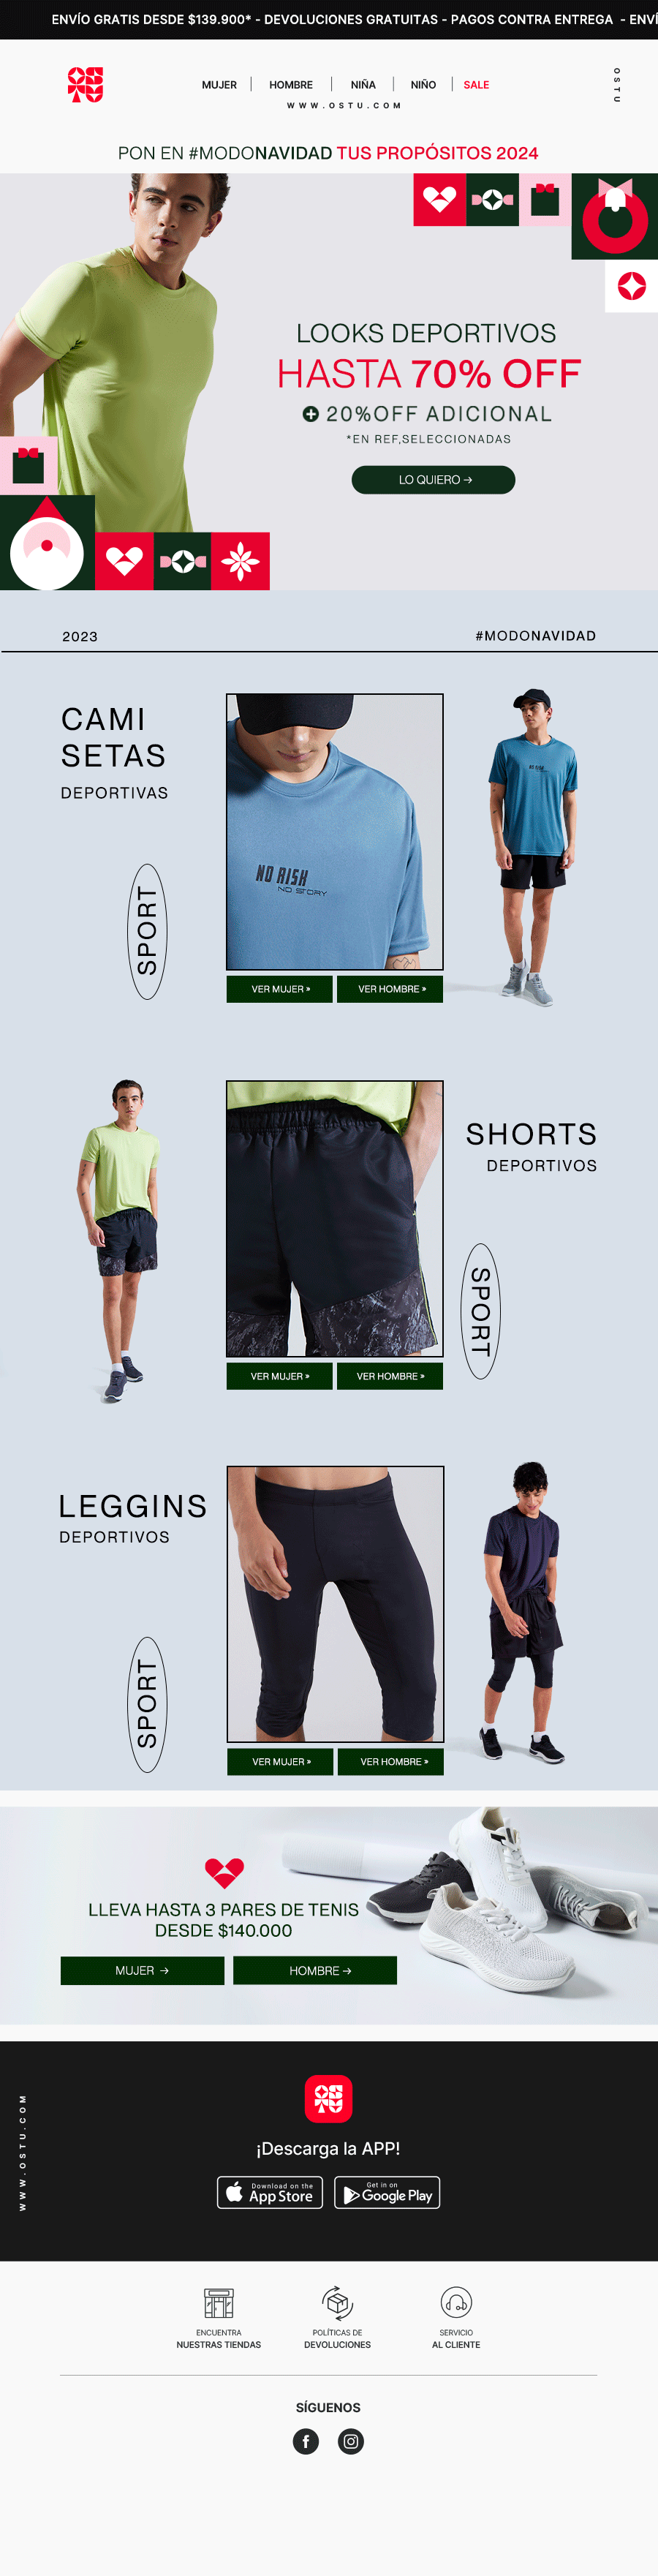 ENVÍO GRATIS DESDE $139.900* - DEVOLUCIONES GRATUITAS - PAGOS CONTRA ENTREGA - ENVÍ
MUJER | HOMBRE | NIÑA | NIÑO | SALE
WWW.OSTU.COM
OSTU
PON EN #MODONAVIDAD TUS PROPÓSITOS 2024
LOOKS DEPORTIVOS
HASTA 70% OFF
+ 20%OFF ADICIONAL
*EN REF,SELECCIONADAS
LO QUIERO →
2023
#MODONAVIDAD
CAMI
SETAS
DEPORTIVAS
SPORT
NO RISK
NO STORY
NO RISK
VER MUJER »
VER HOMBRE »
SHORTS
DEPORTIVOS
SPORT
VER MUJER »
VER HOMBRE »
LEGGINS
DEPORTIVOS
SPORT
VER MUJER »
VER HOMBRE »
LLEVA HASTA 3 PARES DE TENIS
DESDE $140.000
MUJER →
HOMBRE →
WWW.OSTU.COM
¡Descarga la APP!
Download on the
App Store
Get in on
Google Play
ENCUENTRA
NUESTRAS TIENDAS
POLÍTICAS DE
DEVOLUCIONES
SERVICIO
AL CLIENTE
SÍGUENOS